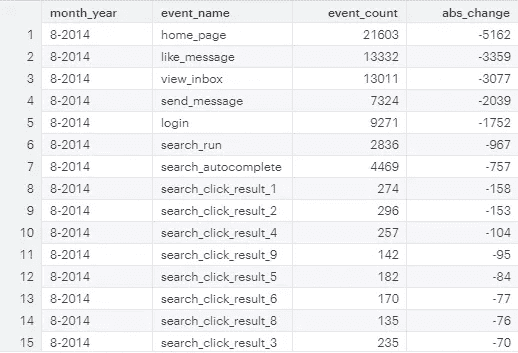 month_year event_name event_count abs_change
1 8-2014 home_page 21603 -5162
2 8-2014 like_message 13332 -3359
3 8-2014 view_inbox 13011 -3077
4 8-2014 send_message 7324 -2039
5 8-2014 login 9271 -1752
6 8-2014 search_run 2836 -967
7 8-2014 search_autocomplete 4469 -757
8 8-2014 search_click_result_1 274 -158
9 8-2014 search_click_result_2 296 -153
10 8-2014 search_click_result_4 257 -104
11 8-2014 search_click_result_9 142 -95
12 8-2014 search_click_result_5 182 -84
13 8-2014 search_click_result_6 170 -77
14 8-2014 search_click_result_8 135 -76
15 8-2014 search_click_result_3 235 -70